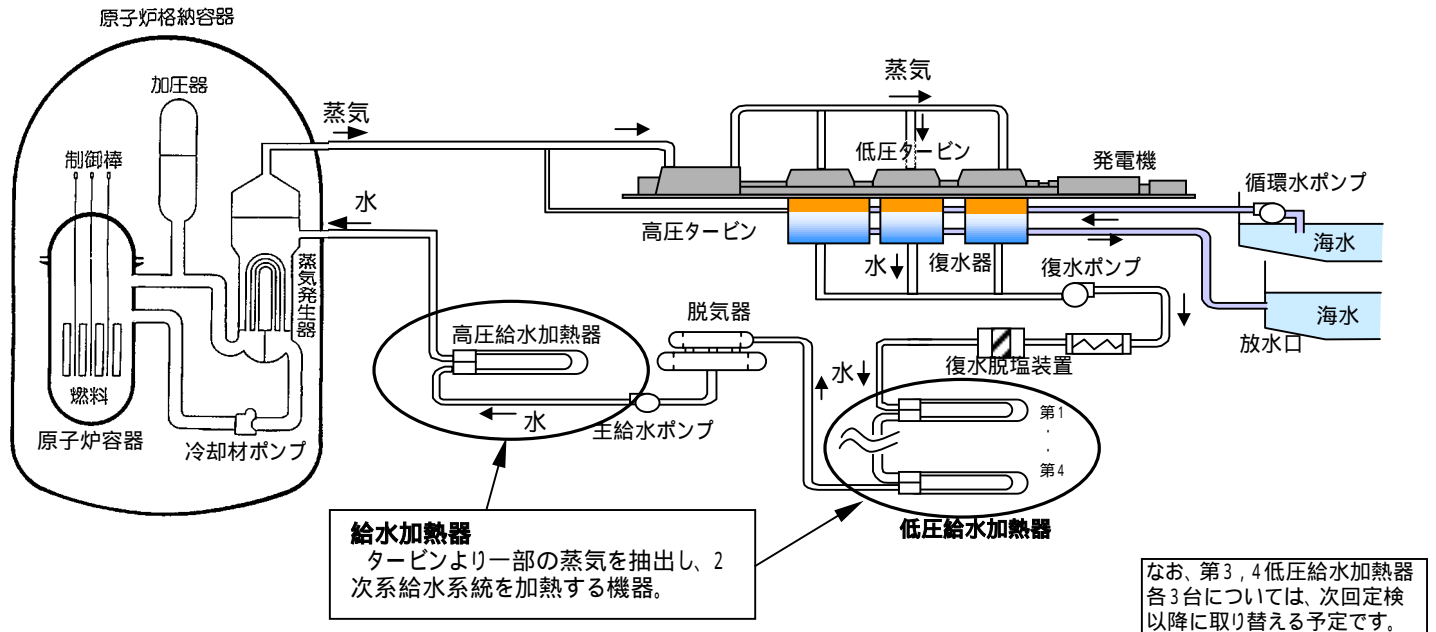 原子炉格納容器
加圧器
制御棒
燃料
原子炉容器
蒸気発生器
冷却材ポンプ
蒸気
水
高圧給水加熱器
水
主給水ポンプ
脱気器
蒸気
低圧タービン
高圧タービン
発電機
循環水ポンプ
海水
海水
放水口
水
復水器
復水ポンプ
復水脱塩装置
水
第1
・
・
第4
低圧給水加熱器
給水加熱器
タービンより一部の蒸気を抽出し、2
次系給水系統を加熱する機器。
なお、第3,4低圧給水加熱器
各3台については、次回定検
以降に取り替える予定です。